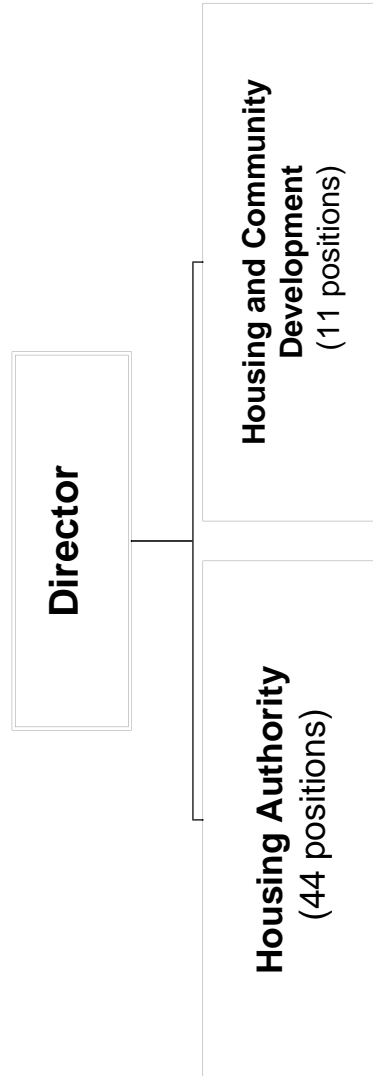 Director
Housing Authority
(44 positions)
Housing and Community
Development
(11 positions)